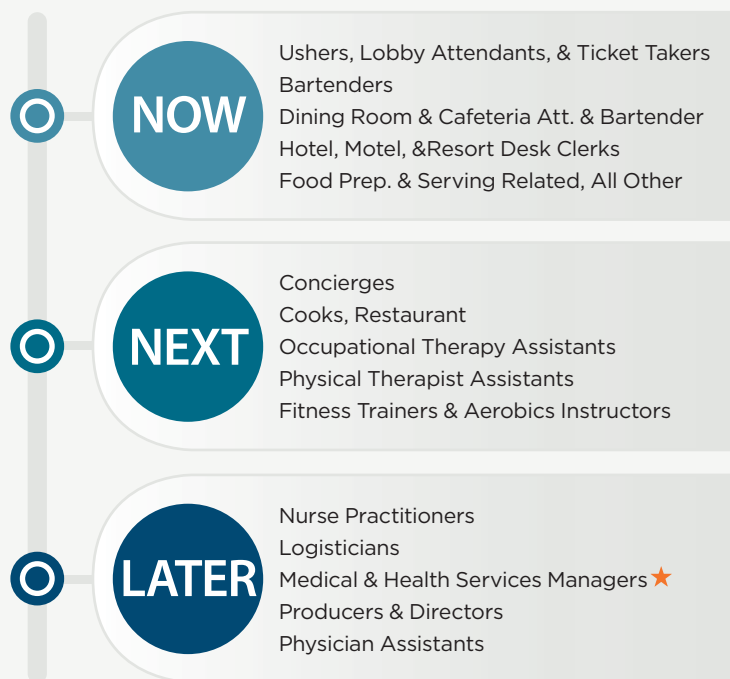 NOW
Ushers, Lobby Attendants, & Ticket Takers
Bartenders
Dining Room & Cafeteria Att. & Bartender
Hotel, Motel, &Resort Desk Clerks
Food Prep. & Serving Related, All Other
NEXT
Concierges
Cooks, Restaurant
Occupational Therapy Assistants
Physical Therapist Assistants
Fitness Trainers & Aerobics Instructors
LATER
Nurse Practitioners
Logisticians
Medical & Health Services Managers
Producers & Directors
Physician Assistants